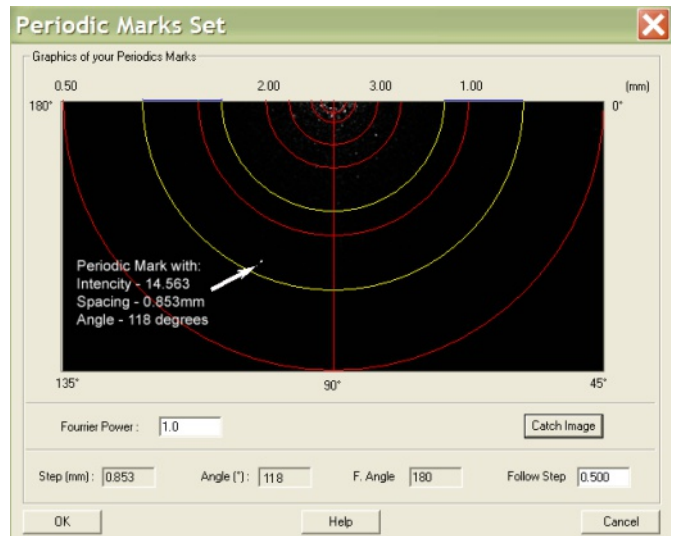 Periodic Marks Set
Graphics of your Periodics Marks
0.50 2.00 3.00 1.00 (mm)
180° 0°
Periodic Mark with:
Intencity - 14.563
Spacing - 0.853mm
Angle - 118 degrees
135° 90° 45°
Fourrier Power : 1.0 Catch Image
Step (mm) : 0.853 Angle (°) : 118 F. Angle 180 Follow Step 0.500
OK Help Cancel